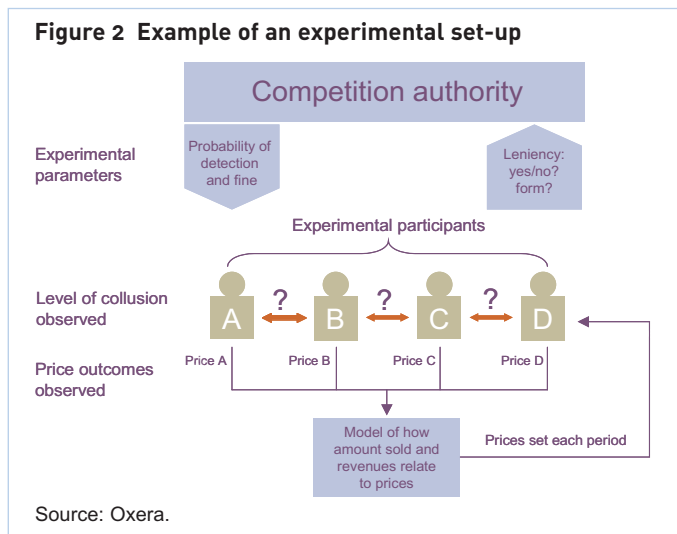 Figure 2 Example of an experimental set-up
Competition authority
Experimental
parameters
Probability of
detection
and fine
Leniency:
yes/no?
form?
Experimental participants
Level of collusion
observed
A ? B ? C ? D
Price outcomes
observed
Price A Price B Price C Price D
Model of how
amount sold and
revenues relate
to prices
Prices set each period
Source: Oxera.